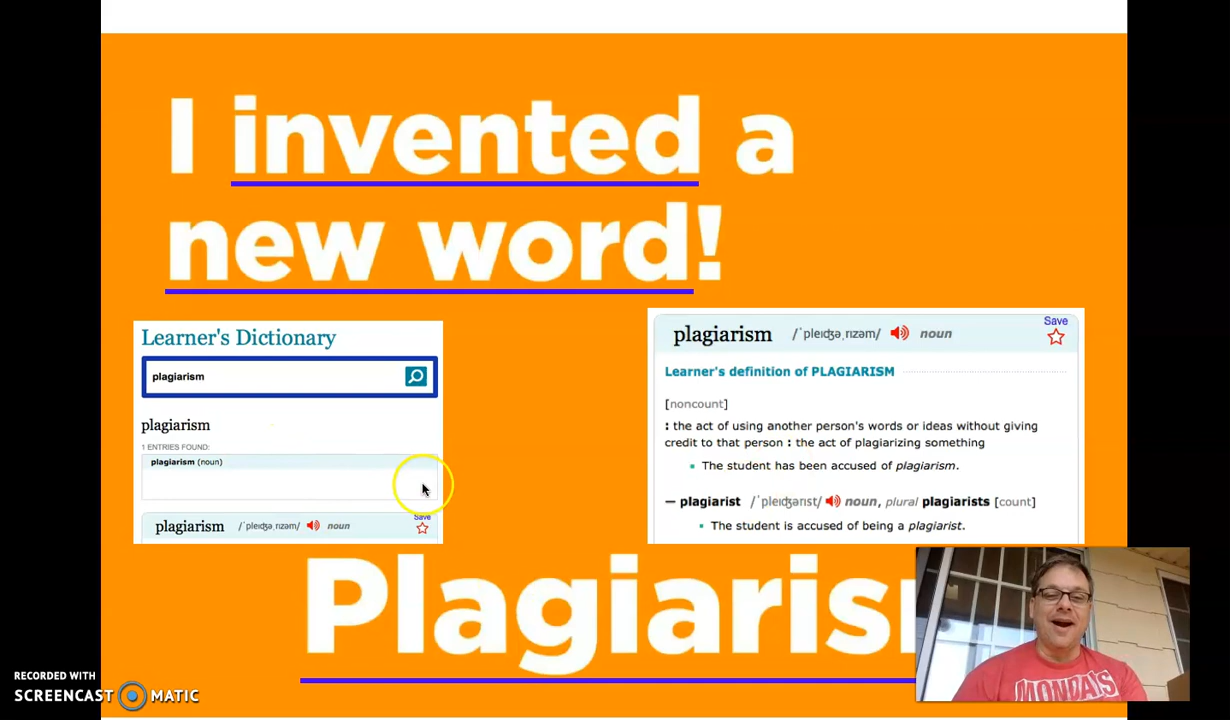 I invented a
new word!
Learner's Dictionary
plagiarism
plagiarism
1 ENTRIES FOUND:
plagiarism (noun)
Save
plagiarism /ˈpleɪʤəˌrɪzəm/ noun
Save
plagiarism /ˈpleɪʤəˌrɪzəm/ noun
Learner's definition of PLAGIARISM
[noncount]
: the act of using another person's words or ideas without giving
credit to that person : the act of plagiarizing something
The student has been accused of plagiarism.
— plagiarist /ˈpleɪʤərɪst/ noun, plural plagiarists [count]
The student is accused of being a plagiarist.
Plagiaris
MONDAYS
RECORDED WITH
SCREENCAST MATIC